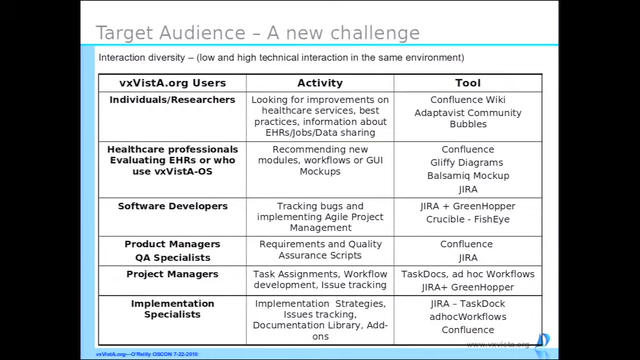 Target Audience – A new challenge
Interaction diversity – (low and high technical interaction in the same environment)
vxVistA.org Users Activity Tool
Individuals/Researchers
Looking for improvements on
healthcare services, best
practices, information about
EHRs/Jobs/Data sharing
Confluence Wiki
Adaptavist Community
Bubbles
Healthcare professionals
Evaluating EHRs or who
use vxVistA-OS
Recommending new
modules, workflows or GUI
Mockups
Confluence
Gliffy Diagrams
Balsamiq Mockup
JIRA
Software Developers
Tracking bugs and
implementing Agile Project
Management
JIRA + GreenHopper
Crucible - FishEye
Product Managers
QA Specialists
Requirements and Quality
Assurance Scripts
Confluence
JIRA
Project Managers
Task Assignments, Workflow
development, Issue tracking
TaskDocs, ad hoc Workflows
JIRA+ GreenHopper
Implementation
Specialists
Implementation Strategies,
Issues tracking,
Documentation Library, Add-
ons
JIRA – TaskDock
adhocWorkflows
Confluence
www.vxvista.org
vxVistA.org—O'Reilly OSCON 7-22-2010